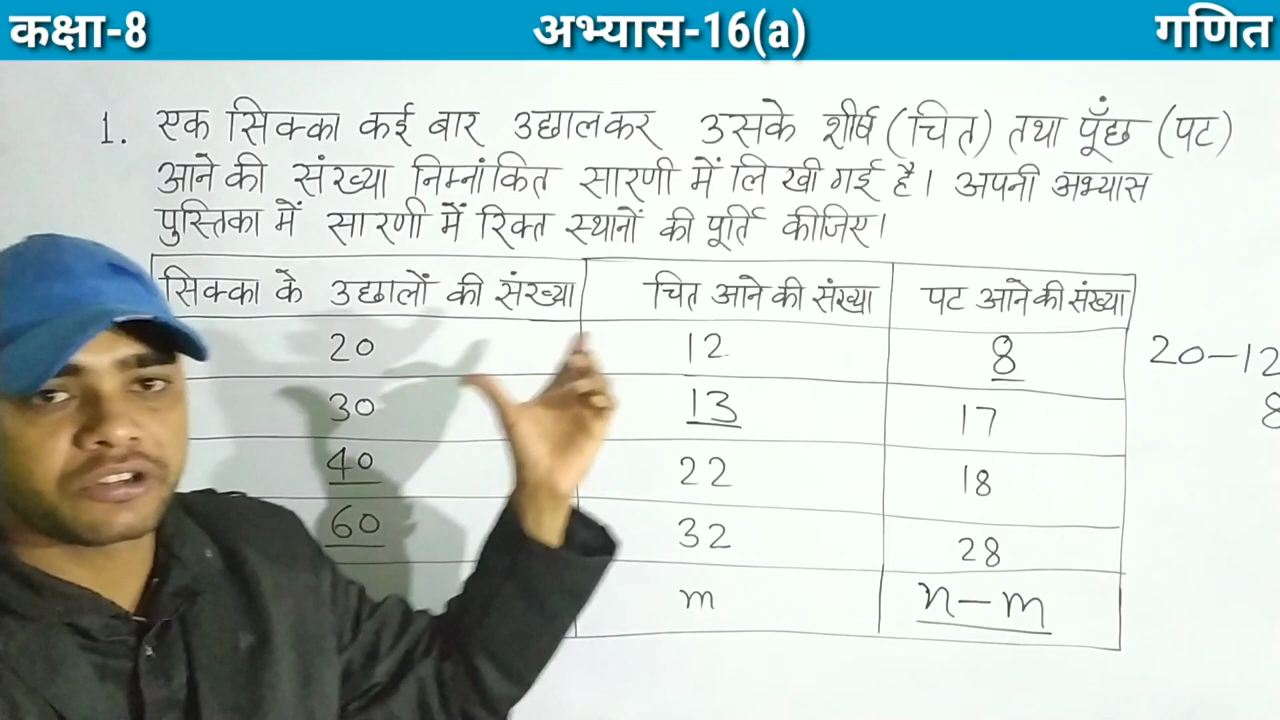 कक्षा-8 अभ्यास-16(a) गणित
1. एक सिक्का कई बार उछालकर उसके शीर्ष (चित) तथा पूँछ (पट)
आने की संख्या निम्नांकित सारणी में लिखी गई है। अपनी अभ्यास
पुस्तिका में सारणी में रिक्त स्थानों की पूर्ति कीजिए।
सिक्का के उछालों की संख्या चित आने की संख्या पट आने की संख्या
20 12 8 20-12
30 13 17 8
40 22 18
60 32 28
m n-m